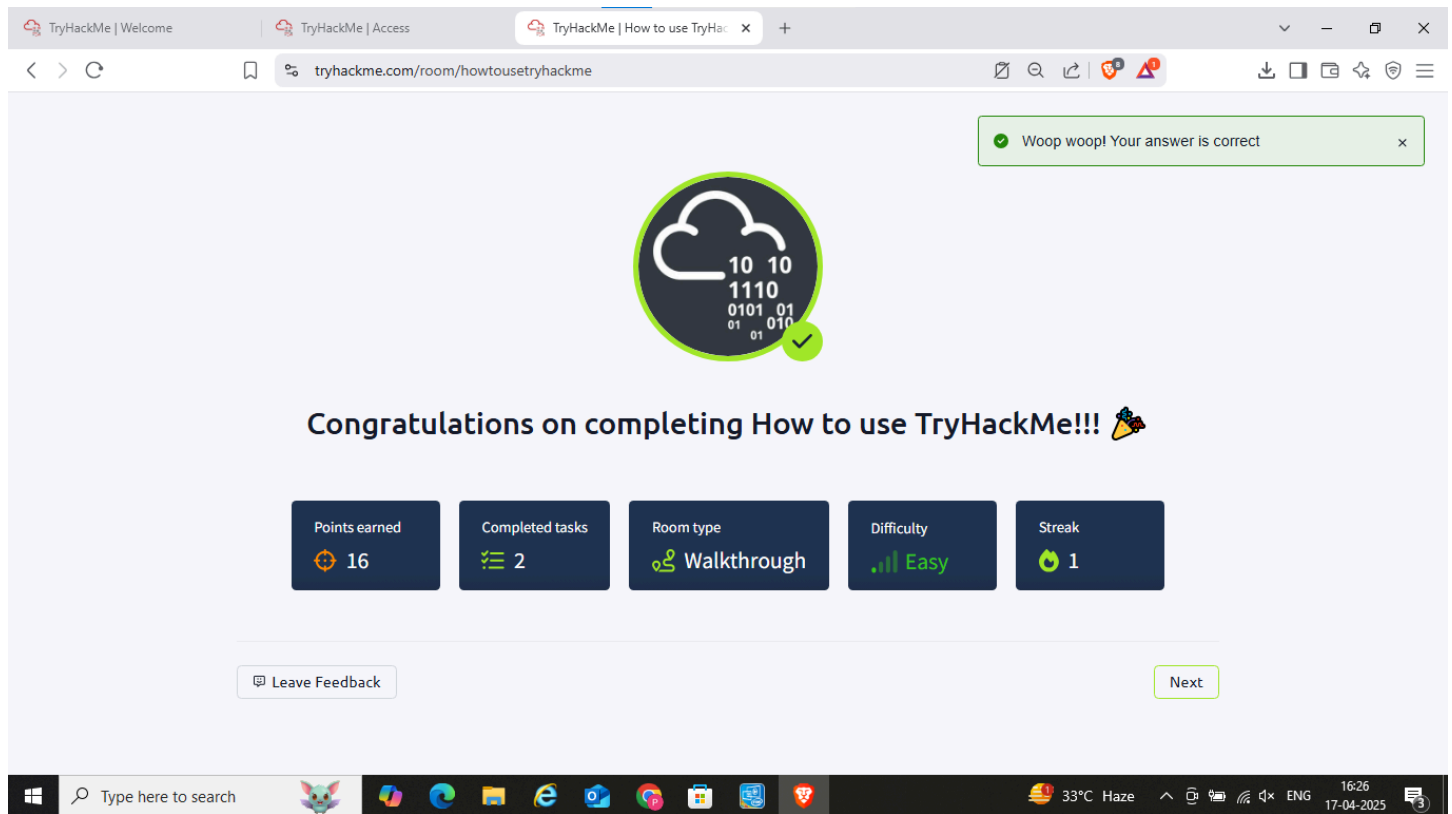 TryHackMe | Welcome
TryHackMe | Access
TryHackMe | How to use TryHac
tryhackme.com/room/howtousetryhackme
8
1
Woop woop! Your answer is correct
10 10
1110
0101 01
01 010
01
Congratulations on completing How to use TryHackMe!!!
Points earned
16
Completed tasks
2
Room type
Walkthrough
Difficulty
Easy
Streak
1
Leave Feedback
Next
Type here to search
33°C Haze
ENG
16:26
17-04-2025
3